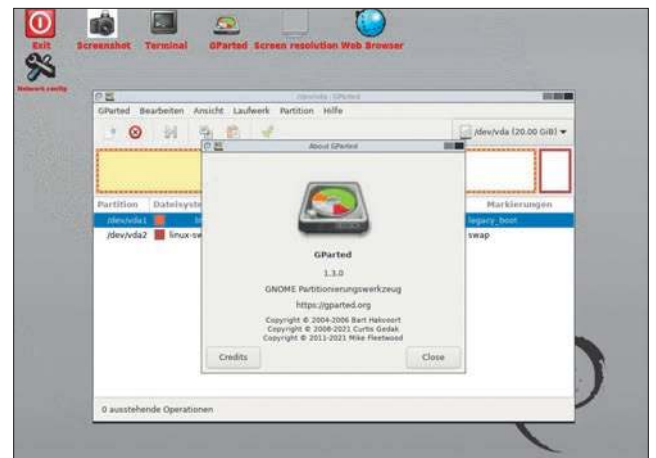 Exit
Screenshot
Terminal
GParted
Screen resolution
Web Browser
Network config
/dev/vda - GParted
GParted Bearbeiten Ansicht Laufwerk Partition Hilfe
/dev/vda (20.00 GiB)
About GParted
Partition Dateisyste Markierungen
/dev/vda1 legacy_boot
/dev/vda2 linux-sw swap
GParted
1.3.0
GNOME Partitionierungswerkzeug
https://gparted.org
Copyright © 2004-2006 Bart Hakvoort
Copyright © 2008-2021 Curtis Gedak
Copyright © 2011-2021 Mike Fleetwood
Credits Close
0 ausstehende Operationen